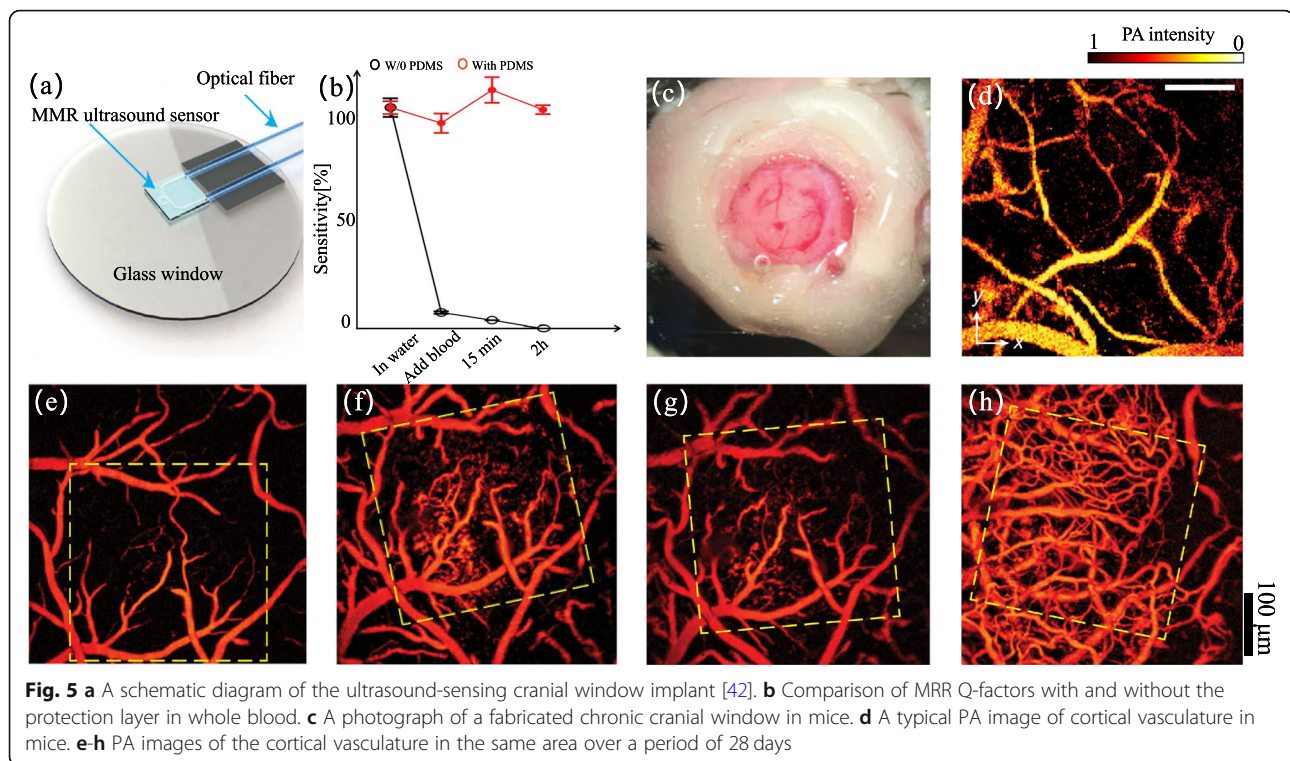 PA intensity
1 0
(a)
Optical fiber
MMR ultrasound sensor
Glass window
(b)
W/0 PDMS With PDMS
Sensitivity[%]
100
50
0
In water
Add blood
15 min
2h
(c)
(d)
y
x
(e)
(f)
(g)
(h)
100 μm
Fig. 5 a A schematic diagram of the ultrasound-sensing cranial window implant [42]. b Comparison of MRR Q-factors with and without the
protection layer in whole blood. c A photograph of a fabricated chronic cranial window in mice. d A typical PA image of cortical vasculature in
mice. e-h PA images of the cortical vasculature in the same area over a period of 28 days